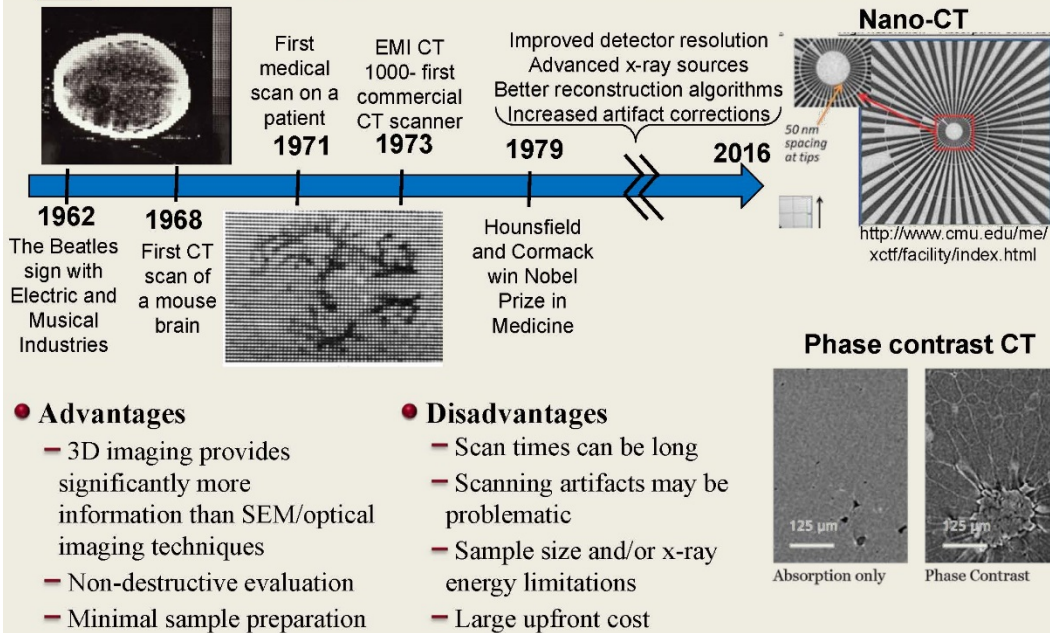 First
medical
scan on a
patient
1971
EMI CT
1000- first
commercial
CT scanner
1973
Improved detector resolution
Advanced x-ray sources
Better reconstruction algorithms
Increased artifact corrections
1979
2016
Nano-CT
50 nm
spacing
at tips
http://www.cmu.edu/me/
xctf/facility/index.html
1962
The Beatles
sign with
Electric and
Musical
Industries
1968
First CT
scan of
a mouse
brain
Hounsfield
and Cormack
win Nobel
Prize in
Medicine
Phase contrast CT
125 µm
Absorption only
125 µm
Phase Contrast
Advantages
– 3D imaging provides
significantly more
information than SEM/optical
imaging techniques
– Non-destructive evaluation
– Minimal sample preparation
Disadvantages
– Scan times can be long
– Scanning artifacts may be
problematic
– Sample size and/or x-ray
energy limitations
– Large upfront cost